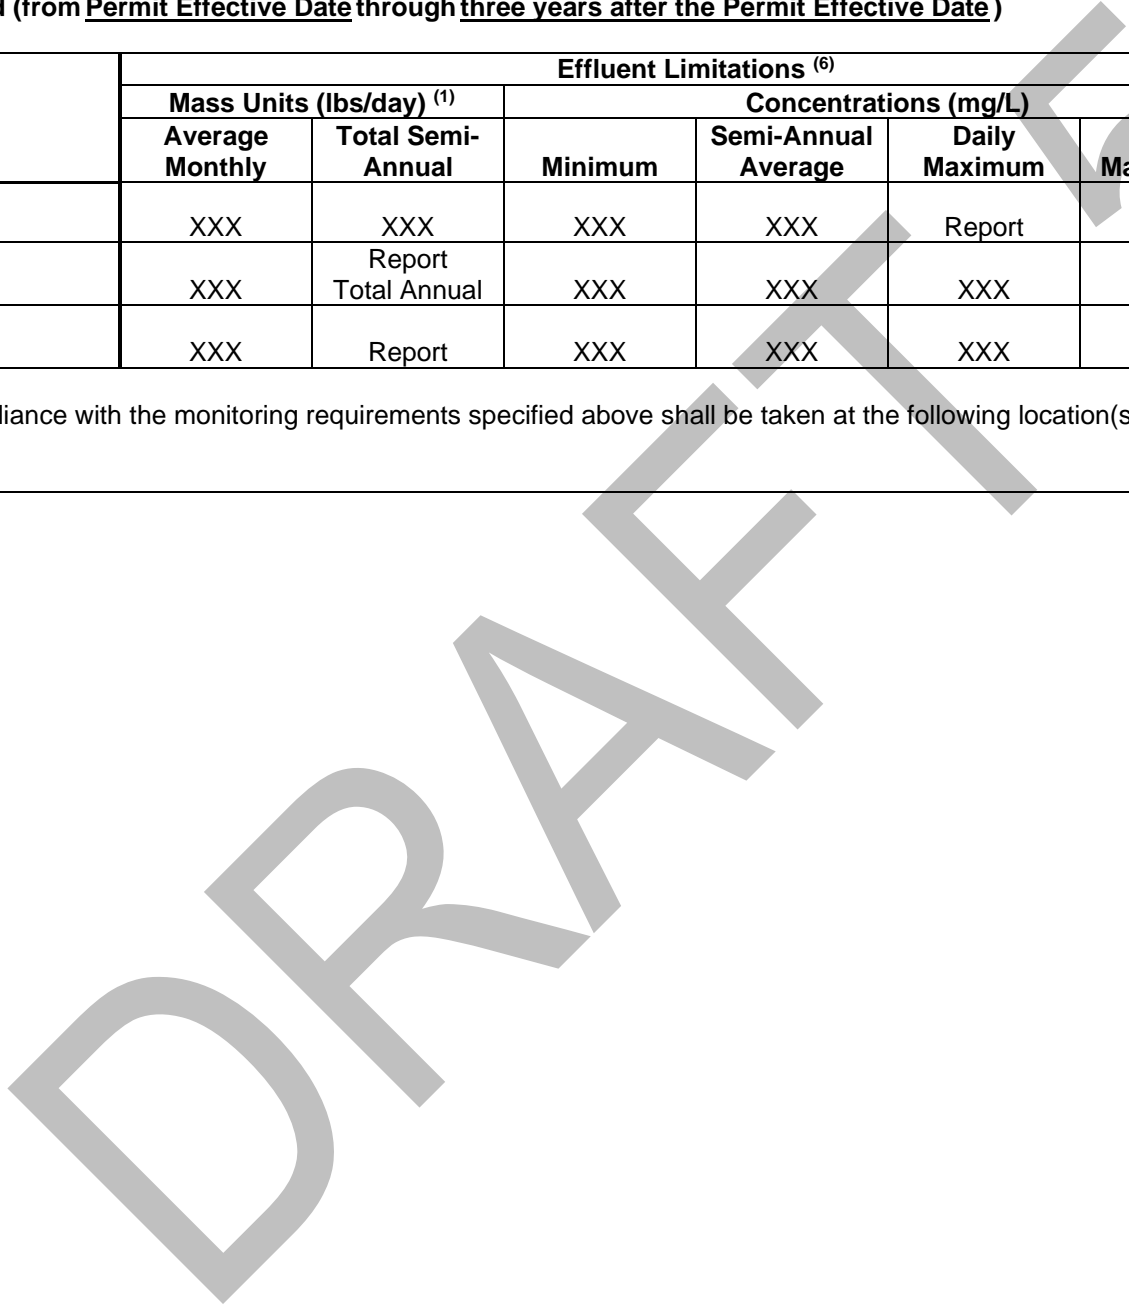 (from Permit Effective Date through three years after the Permit Effective Date)
Effluent Limitations (6)
Mass Units (lbs/day) (1) Concentrations (mg/L)
Average Monthly Total Semi-Annual Minimum Semi-Annual Average Daily Maximum
XXX XXX XXX XXX Report
XXX Report Total Annual XXX XXX XXX
XXX Report XXX XXX XXX
liance with the monitoring requirements specified above shall be taken at the following location(s
DRAFT